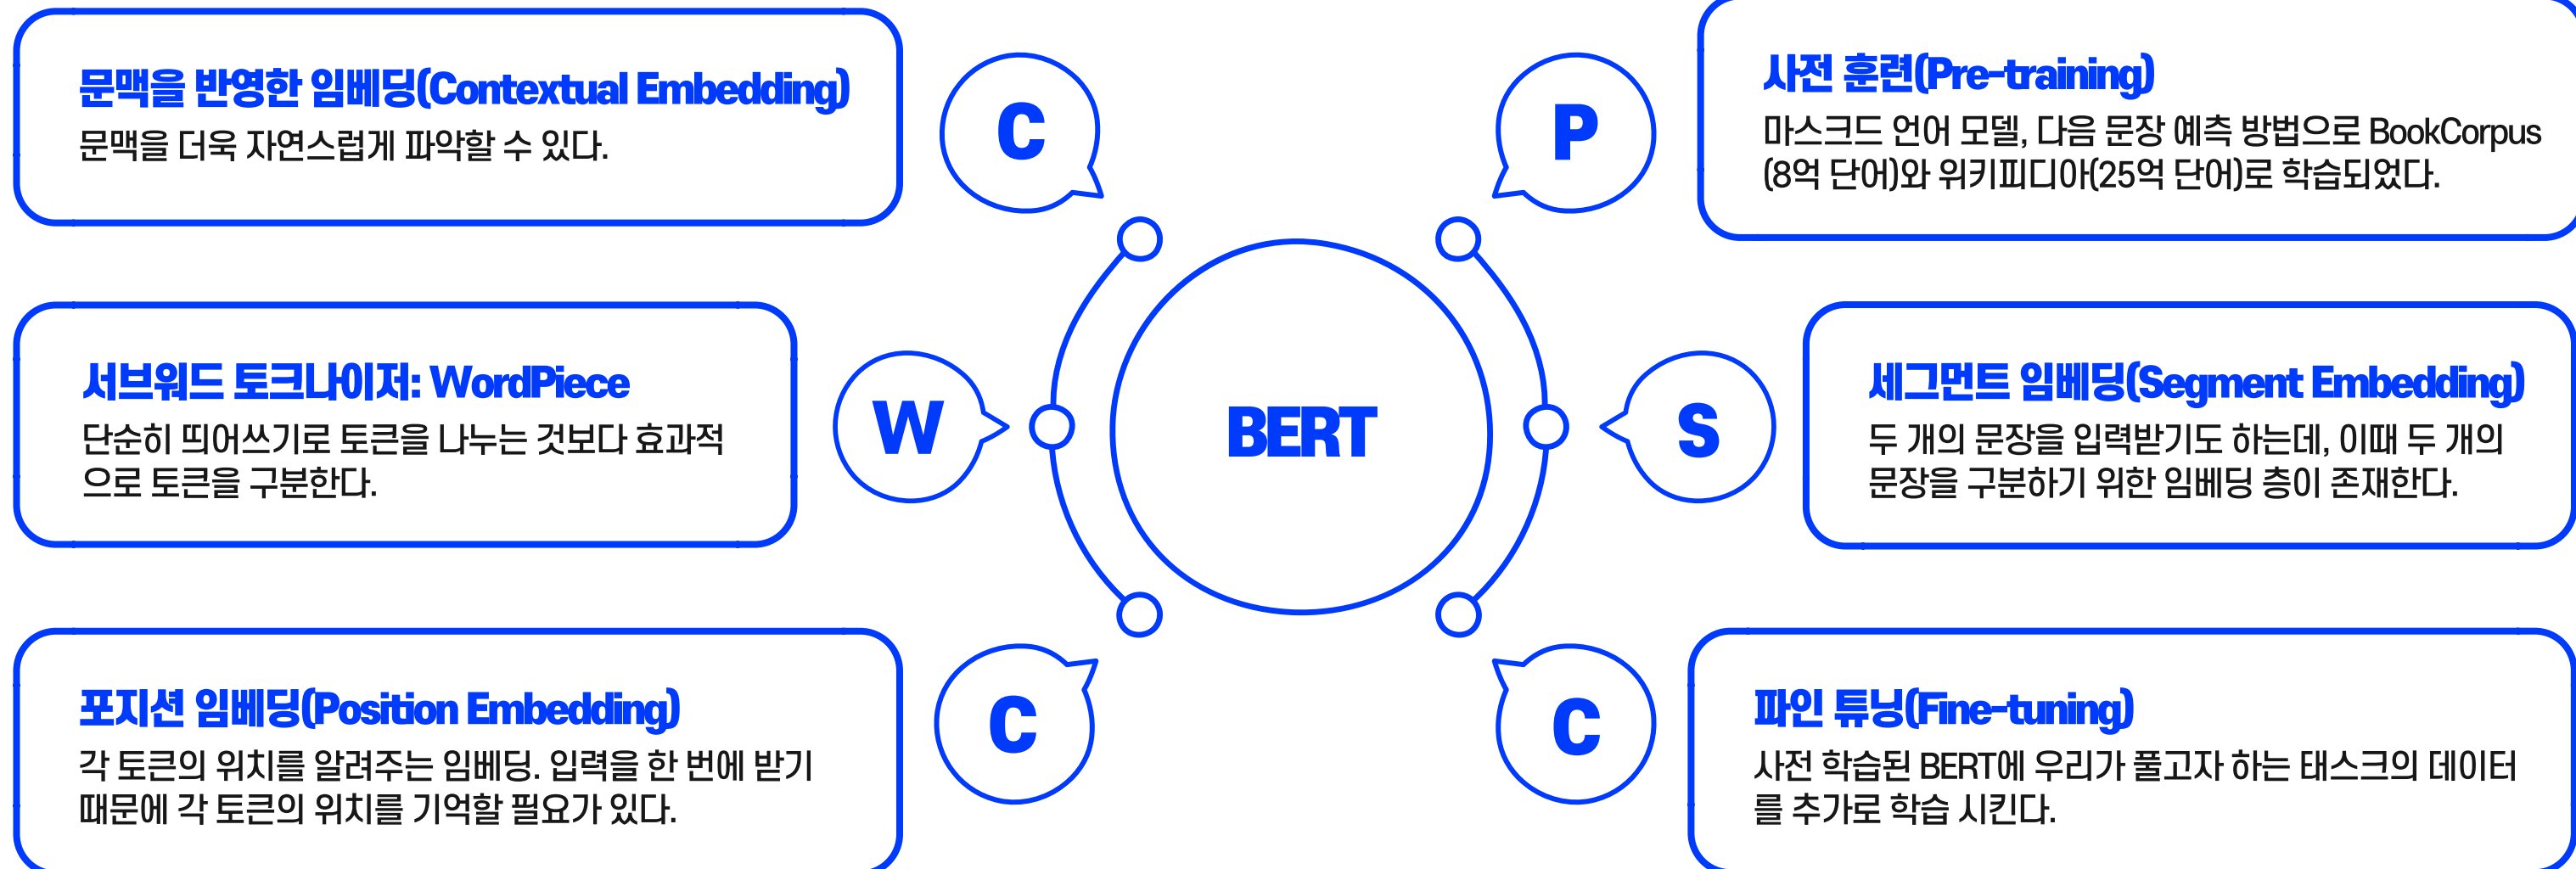 문맥을 반영한 임베딩(Contextual Embedding)
문맥을 더욱 자연스럽게 파악할 수 있다.
C
서브워드 토크나이저: WordPiece
단순히 띄어쓰기로 토큰을 나누는 것보다 효과적
으로 토큰을 구분한다.
W
포지션 임베딩(Position Embedding)
각 토큰의 위치를 알려주는 임베딩. 입력을 한 번에 받기
때문에 각 토큰의 위치를 기억할 필요가 있다.
C
BERT
P
사전 훈련(Pre-training)
마스크드 언어 모델, 다음 문장 예측 방법으로 BookCorpus
(8억 단어)와 위키피디아(25억 단어)로 학습되었다.
S
세그먼트 임베딩(Segment Embedding)
두 개의 문장을 입력받기도 하는데, 이때 두 개의
문장을 구분하기 위한 임베딩 층이 존재한다.
C
파인 튜닝(Fine-tuning)
사전 학습된 BERT에 우리가 풀고자 하는 태스크의 데이터
를 추가로 학습 시킨다.